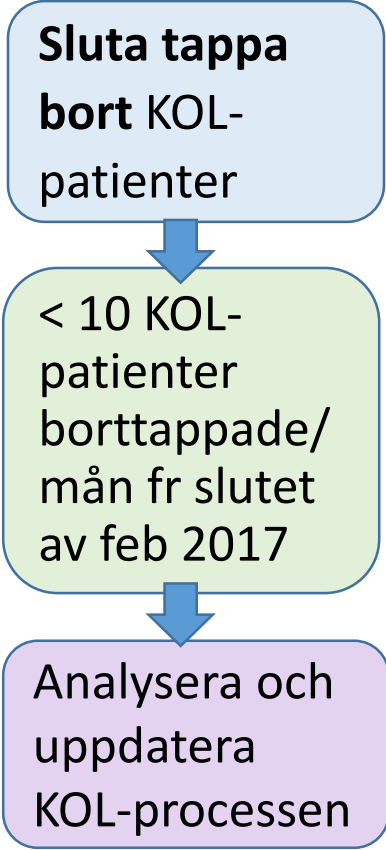 Sluta tappa
bort KOL-
patienter
< 10 KOL-
patienter
borttappade/
mån fr slutet
av feb 2017
Analysera och
uppdatera
KOL-processen